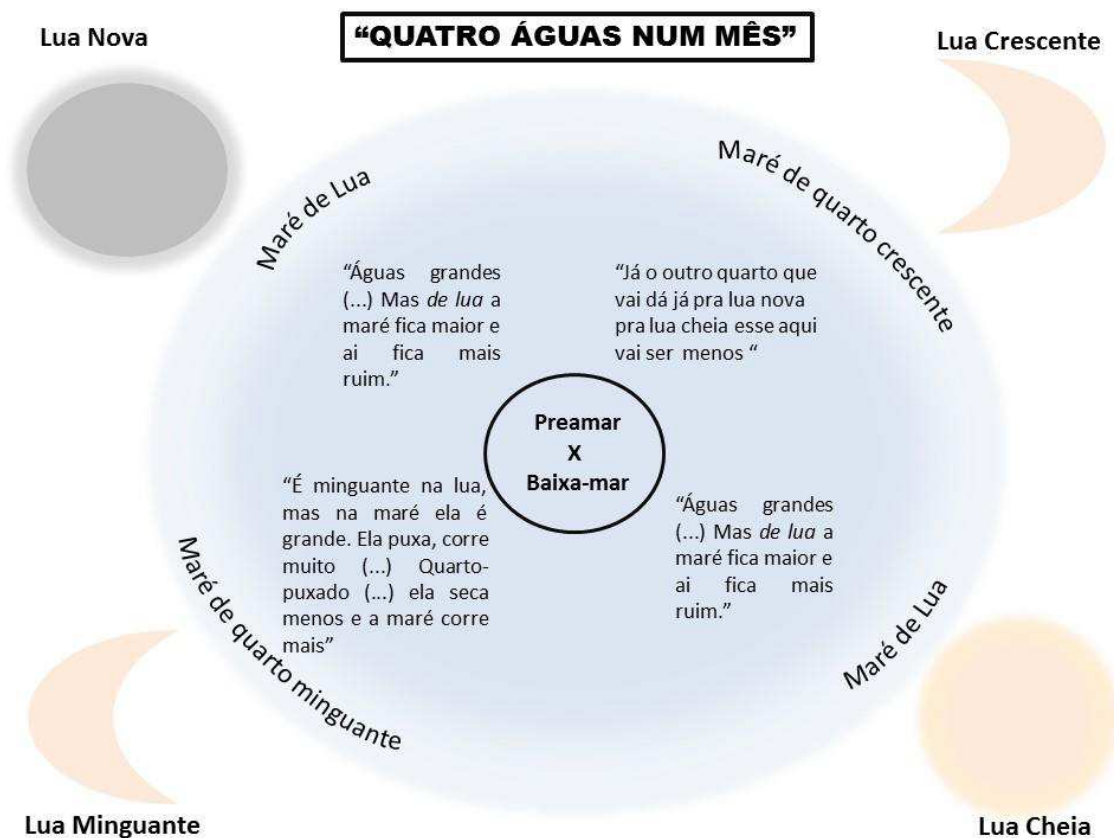 “QUATRO ÁGUAS NUM MÊS”
Lua Nova
Lua Crescente
Maré de Lua
Maré de quarto crescente
“Águas grandes
(...) Mas de lua a
maré fica maior e
ai fica mais
ruim.”
“Já o outro quarto que
vai dá já pra lua nova
pra lua cheia esse aqui
vai ser menos “
Preamar
X
Baixa-mar
“É minguante na lua,
mas na maré ela é
grande. Ela puxa, corre
muito (...) Quarto-
puxado (...) ela seca
menos e a maré corre
mais”
“Águas grandes
(...) Mas de lua a
maré fica maior e
ai fica mais
ruim.”
Maré de quarto minguante
Maré de Lua
Lua Minguante
Lua Cheia